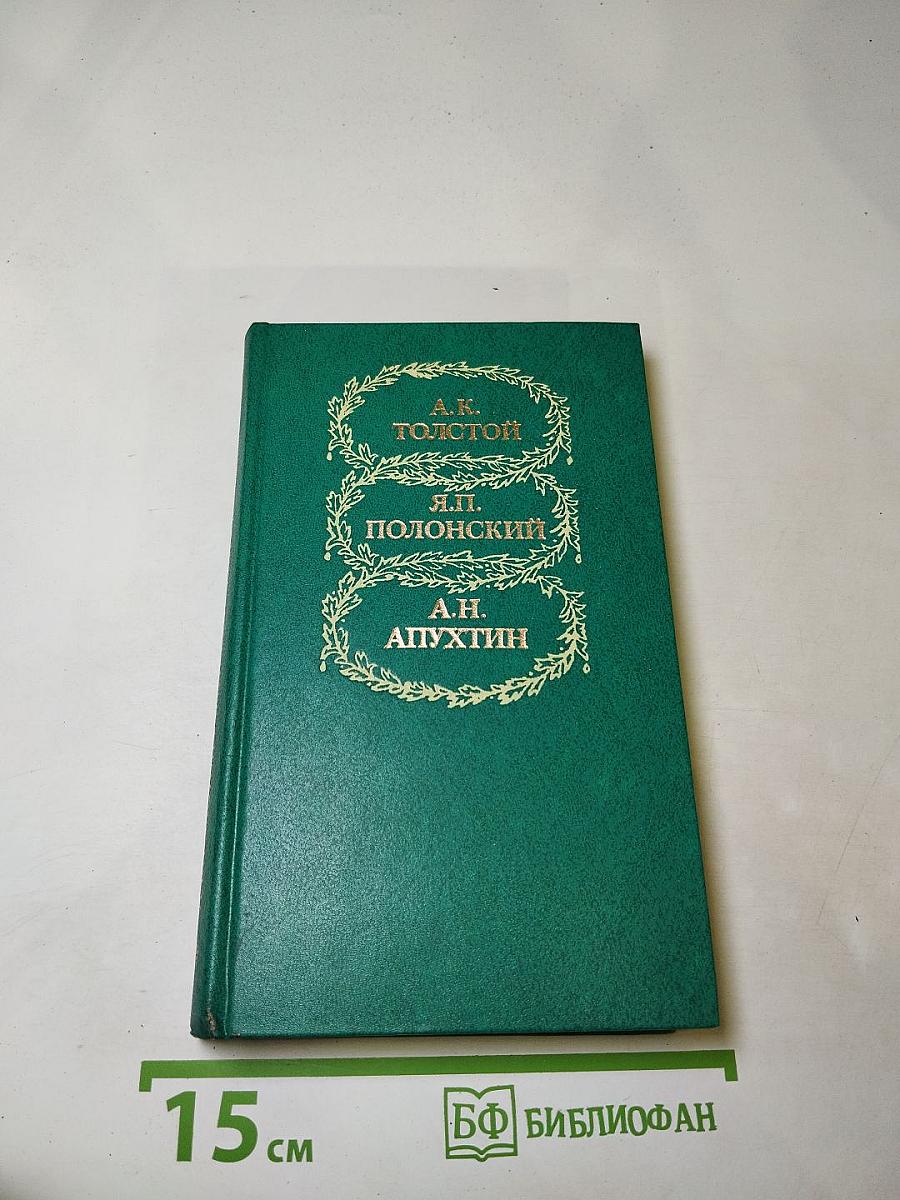 А.К.
ТОЛСТОЙ
Я.П.
ПОЛОНСКИЙ
А.Н.
АПУХТИН
15 см
БФ БИБЛИОФАН